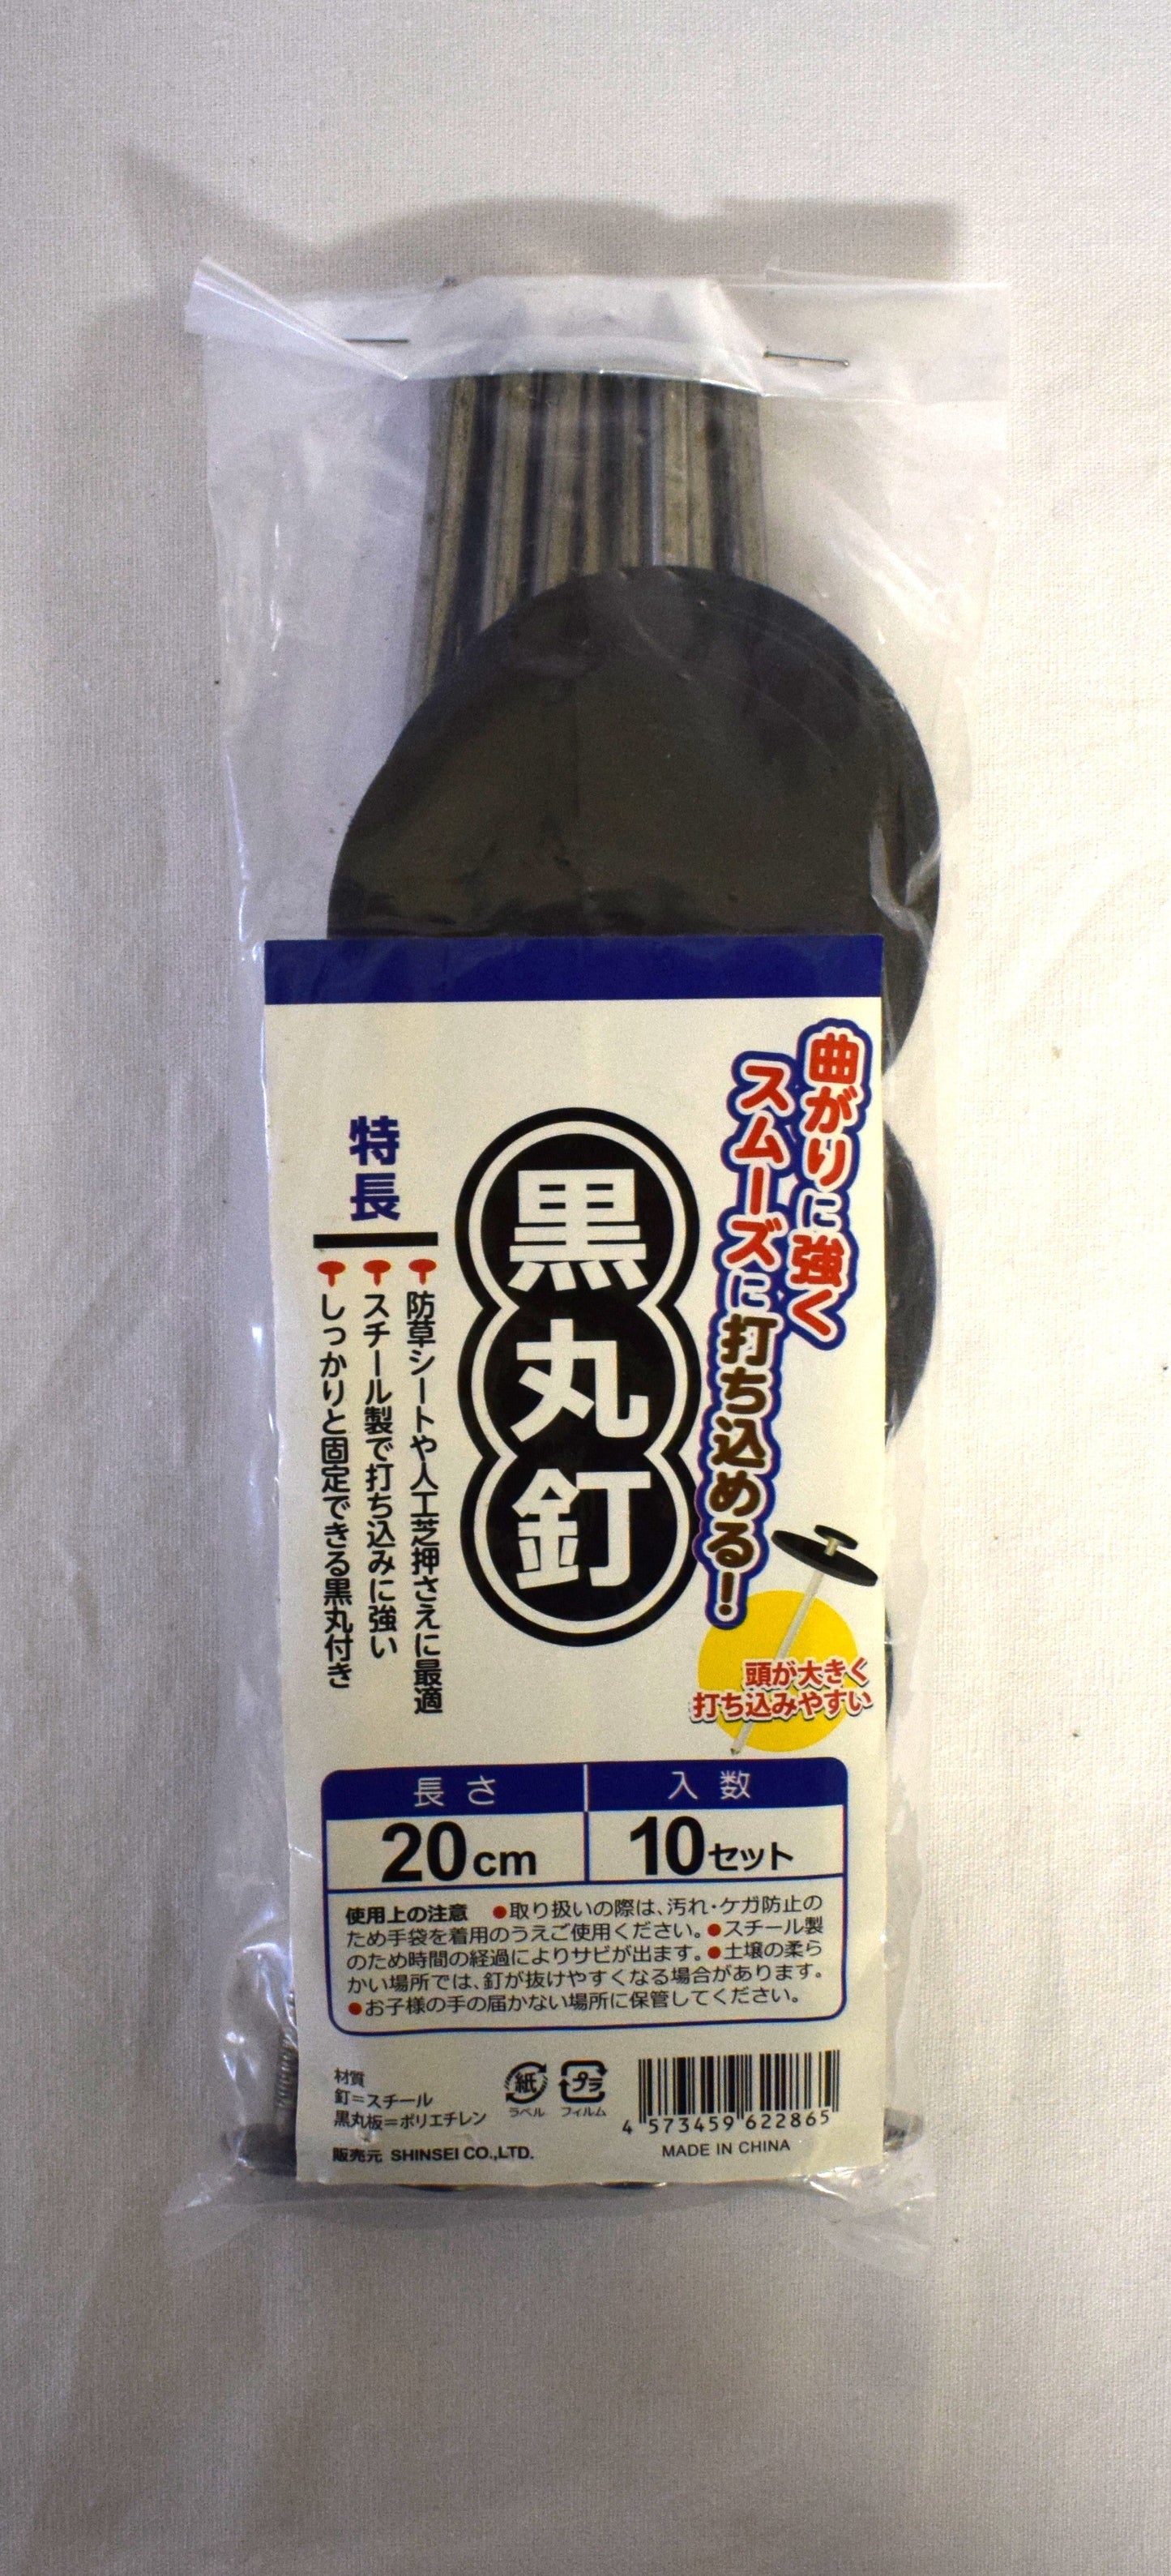 曲がりに強く
スムーズに打ち込める!
黒丸釘
特長
防草シートや人工芝押さえに最適
スチール製で打ち込みに強い
しっかりと固定できる黒丸付き
頭が大きく
打ち込みやすい
長さ 入数
20cm 10セット
使用上の注意 ●取り扱いの際は、汚れ・ケガ防止の
ため手袋を着用のうえご使用ください。●スチール製
のため時間の経過によりサビが出ます。●土壌の柔ら
かい場所では、釘が抜けやすくなる場合があります。
●お子様の手の届かない場所に保管してください。
材質
釘=スチール
黒丸板=ポリエチレン
販売元 SHINSEI CO.,LTD.
紙 プラ
ラベル フィルム
4 573459 622865
MADE IN CHINA